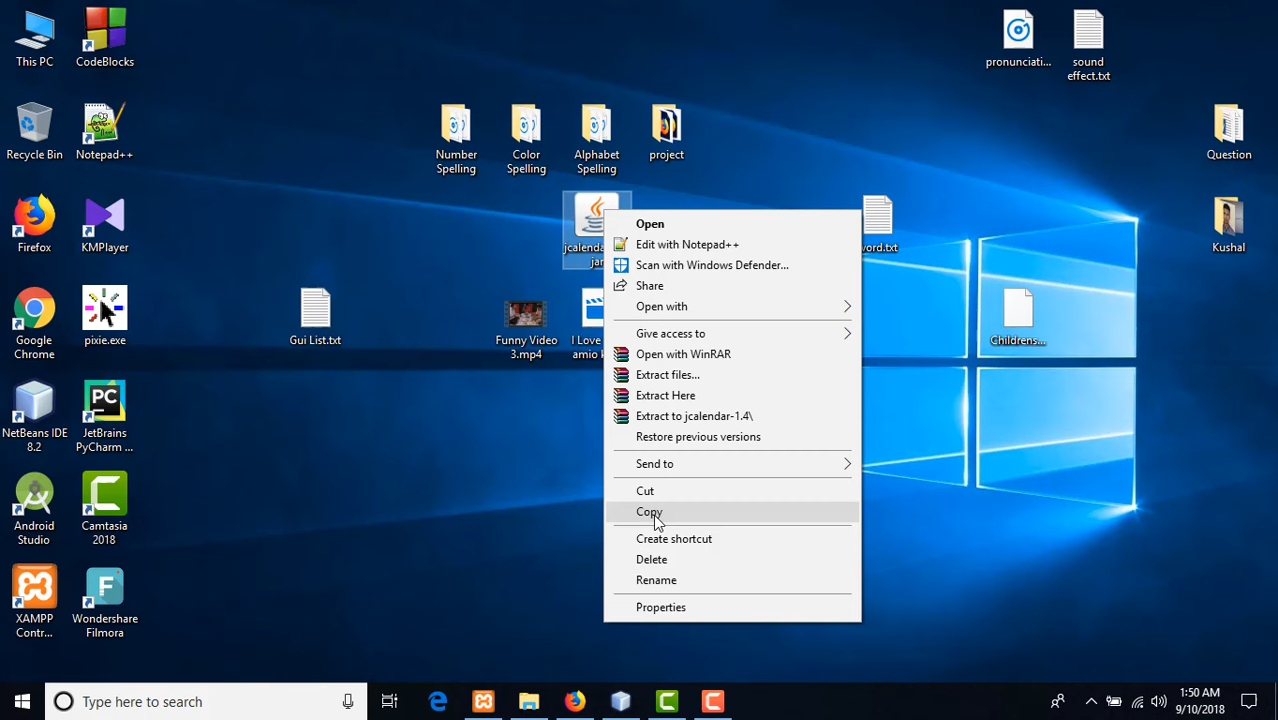 This PC
CodeBlocks
pronunciati...
sound
effect.txt
Recycle Bin
Notepad++
Number
Spelling
Color
Spelling
Alphabet
Spelling
project
Question
Firefox
KMPlayer
jcalenda
jar
word.txt
Kushal
Google
Chrome
pixie.exe
Gui List.txt
Funny Video
3.mp4
I Love
amio k
Childrens...
NetBeans IDE
8.2
PC
JetBrains
PyCharm ...
Android
Studio
Camtasia
2018
XAMPP
Contr...
Wondershare
Filmora
Open
Edit with Notepad++
Scan with Windows Defender...
Share
Open with
Give access to
Open with WinRAR
Extract files...
Extract Here
Extract to jcalendar-1.4\
Restore previous versions
Send to
Cut
Copy
Create shortcut
Delete
Rename
Properties
Type here to search
1:50 AM
9/10/2018